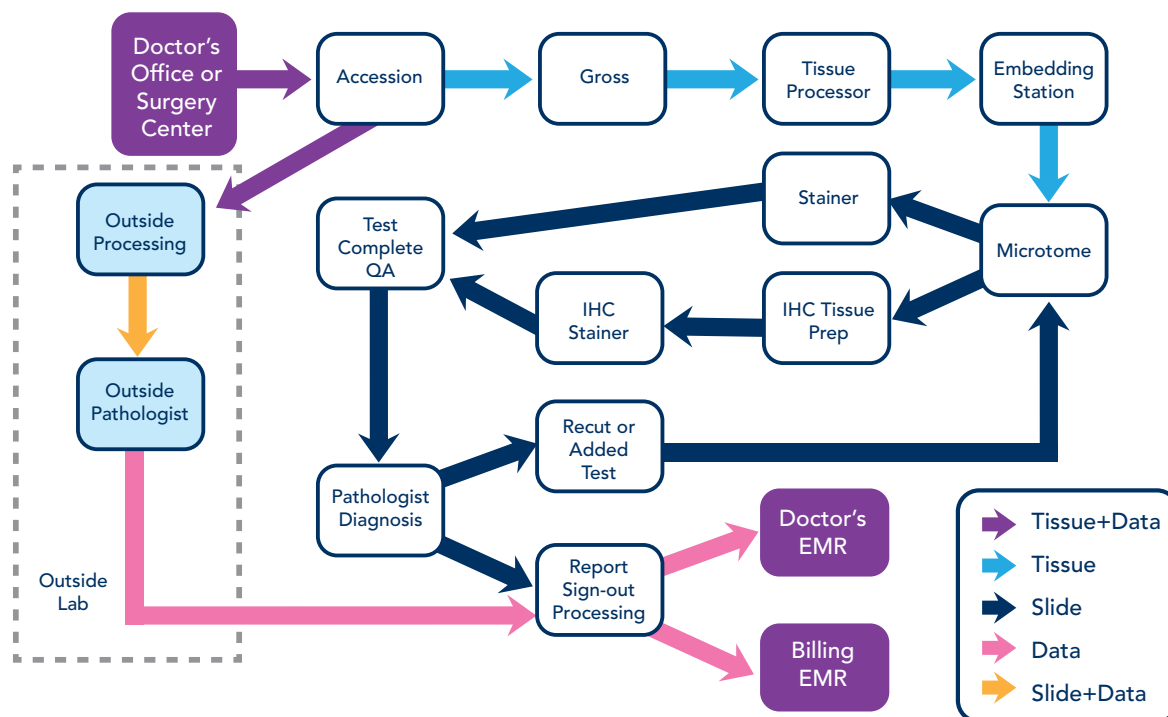 Doctor's
Office or
Surgery
Center
Accession
Gross
Tissue
Processor
Embedding
Station
Outside
Processing
Test
Complete
QA
Stainer
Microtome
IHC
Stainer
IHC Tissue
Prep
Outside
Pathologist
Recut or
Added
Test
Pathologist
Diagnosis
Doctor's
EMR
Report
Sign-out
Processing
Outside
Lab
Billing
EMR
Tissue+Data
Tissue
Slide
Data
Slide+Data